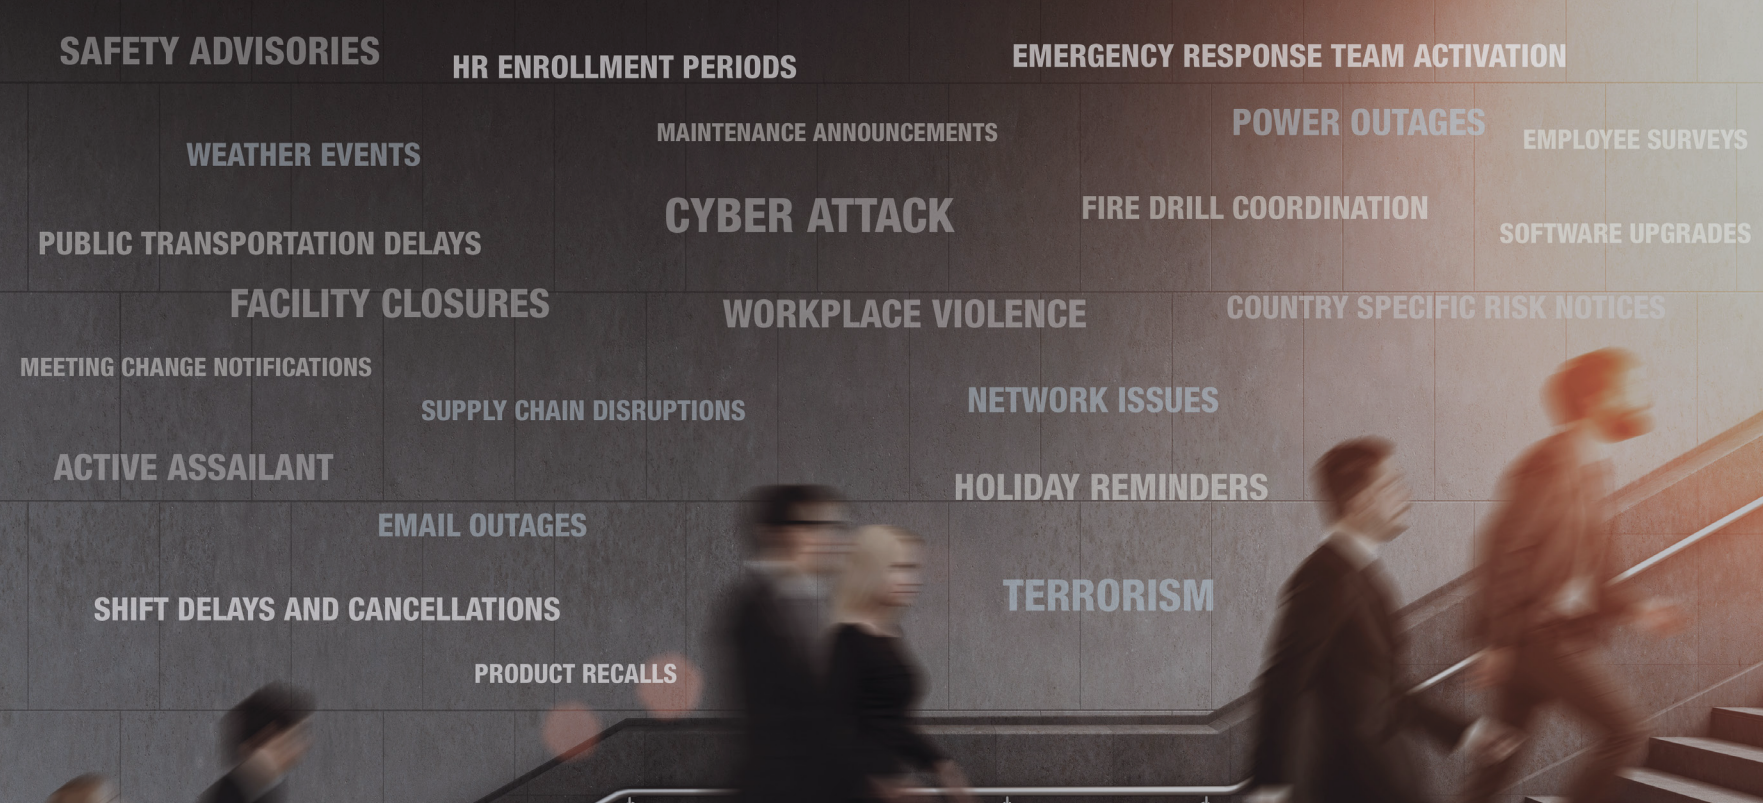 SAFETY ADVISORIES
HR ENROLLMENT PERIODS
EMERGENCY RESPONSE TEAM ACTIVATION
WEATHER EVENTS
MAINTENANCE ANNOUNCEMENTS
POWER OUTAGES
EMPLOYEE SURVEYS
PUBLIC TRANSPORTATION DELAYS
CYBER ATTACK
FIRE DRILL COORDINATION
SOFTWARE UPGRADES
FACILITY CLOSURES
WORKPLACE VIOLENCE
COUNTRY SPECIFIC RISK NOTICES
MEETING CHANGE NOTIFICATIONS
SUPPLY CHAIN DISRUPTIONS
NETWORK ISSUES
ACTIVE ASSAILANT
HOLIDAY REMINDERS
EMAIL OUTAGES
SHIFT DELAYS AND CANCELLATIONS
TERRORISM
PRODUCT RECALLS